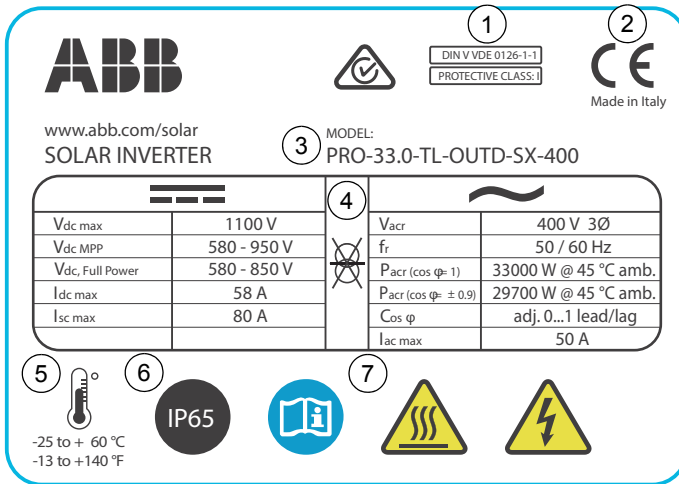 1
2
ABB
DIN V VDE 0126-1-1
PROTECTIVE CLASS: I
CE
Made in Italy
www.abb.com/solar
SOLAR INVERTER
3
MODEL:
PRO-33.0-TL-OUTD-SX-400
4
Vdc max 1100 V
Vdc MPP 580 - 950 V
Vdc, Full Power 580 - 850 V
Idc max 58 A
Isc max 80 A
Vacr 400 V 3Ø
fr 50 / 60 Hz
Pacr (cos φ= 1) 33000 W @ 45 °C amb.
Pacr (cos φ= ± 0.9) 29700 W @ 45 °C amb.
Cos φ adj. 0...1 lead/lag
Iac max 50 A
5
6
7
IP65
-25 to + 60 °C
-13 to +140 °F